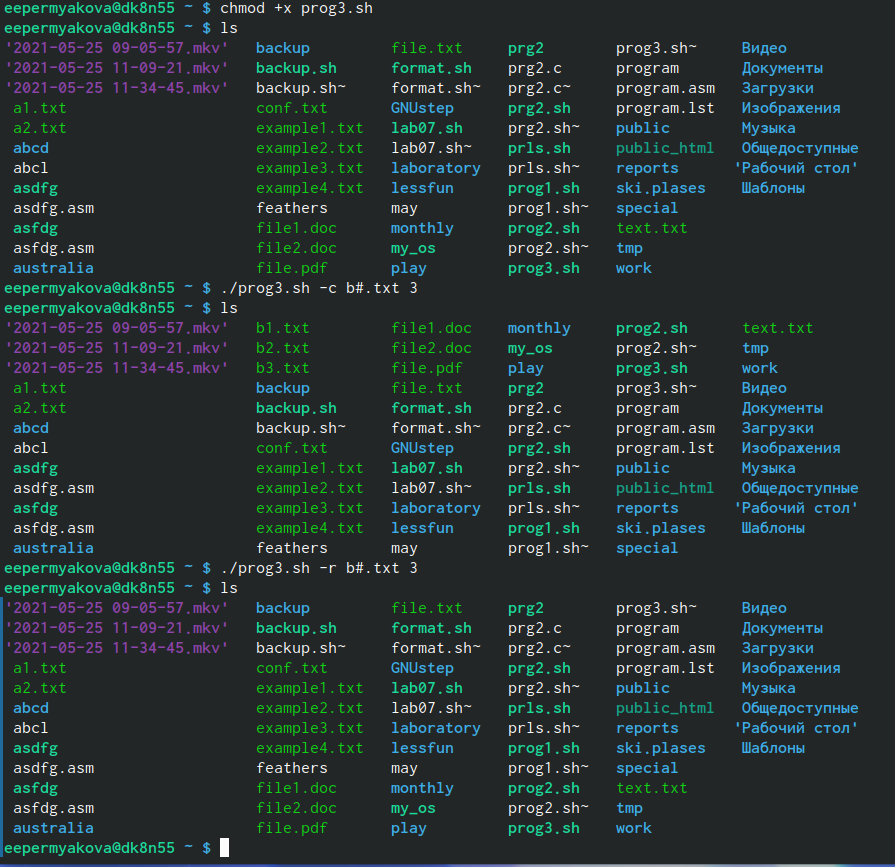 eepermyakova@dk8n55 ~ $ chmod +x prog3.sh
eepermyakova@dk8n55 ~ $ ls
'2021-05-25 09-05-57.mkv' backup file.txt prg2 prog3.sh~ Видео
'2021-05-25 11-09-21.mkv' backup.sh format.sh prg2.c program Документы
'2021-05-25 11-34-45.mkv' backup.sh~ format.sh~ prg2.c~ program.asm Загрузки
a1.txt conf.txt GNUstep prg2.sh program.lst Изображения
a2.txt example1.txt lab07.sh prg2.sh~ public Музыка
abcd example2.txt lab07.sh~ prls.sh public_html Общедоступные
abcl example3.txt laboratory prls.sh~ reports 'Рабочий стол'
asdfg example4.txt lessfun prog1.sh ski.plases Шаблоны
asdfg.asm feathers may prog1.sh~ special
asfdg file1.doc monthly prog2.sh text.txt
asfdg.asm file2.doc my_os prog2.sh~ tmp
australia file.pdf play prog3.sh work
eepermyakova@dk8n55 ~ $ ./prog3.sh -c b#.txt 3
eepermyakova@dk8n55 ~ $ ls
'2021-05-25 09-05-57.mkv' b1.txt file1.doc monthly prog2.sh text.txt
'2021-05-25 11-09-21.mkv' b2.txt file2.doc my_os prog2.sh~ tmp
'2021-05-25 11-34-45.mkv' b3.txt file.pdf play prog3.sh work
a1.txt backup file.txt prg2 prog3.sh~ Видео
a2.txt backup.sh format.sh prg2.c program Документы
abcd backup.sh~ format.sh~ prg2.c~ program.asm Загрузки
abcl conf.txt GNUstep prg2.sh program.lst Изображения
asdfg example1.txt lab07.sh prg2.sh~ public Музыка
asdfg.asm example2.txt lab07.sh~ prls.sh public_html Общедоступные
asfdg example3.txt laboratory prls.sh~ reports 'Рабочий стол'
asfdg.asm example4.txt lessfun prog1.sh ski.plases Шаблоны
australia feathers may prog1.sh~ special
eepermyakova@dk8n55 ~ $ ./prog3.sh -r b#.txt 3
eepermyakova@dk8n55 ~ $ ls
'2021-05-25 09-05-57.mkv' backup file.txt prg2 prog3.sh~ Видео
'2021-05-25 11-09-21.mkv' backup.sh format.sh prg2.c program Документы
'2021-05-25 11-34-45.mkv' backup.sh~ format.sh~ prg2.c~ program.asm Загрузки
a1.txt conf.txt GNUstep prg2.sh program.lst Изображения
a2.txt example1.txt lab07.sh prg2.sh~ public Музыка
abcd example2.txt lab07.sh~ prls.sh public_html Общедоступные
abcl example3.txt laboratory prls.sh~ reports 'Рабочий стол'
asdfg example4.txt lessfun prog1.sh ski.plases Шаблоны
asdfg.asm feathers may prog1.sh~ special
asfdg file1.doc monthly prog2.sh text.txt
asfdg.asm file2.doc my_os prog2.sh~ tmp
australia file.pdf play prog3.sh work
eepermyakova@dk8n55 ~ $